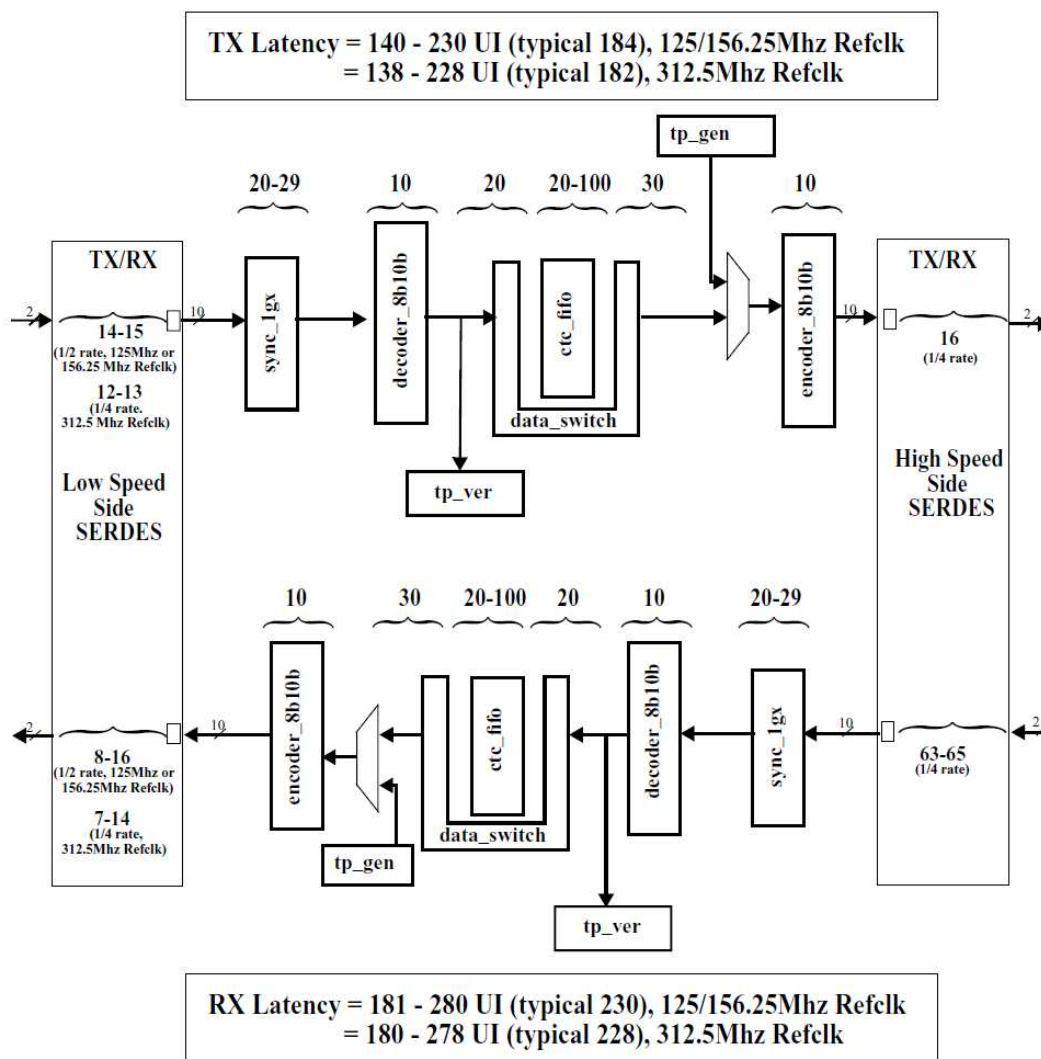 TX Latency = 140 - 230 UI (typical 184), 125/156.25Mhz Refclk
= 138 - 228 UI (typical 182), 312.5Mhz Refclk
tp_gen
20-29
10
20
20-100
30
10
TX/RX
TX/RX
2
10
14-15
(1/2 rate, 125Mhz or
156.25 Mhz Refclk)
12-13
(1/4 rate.
312.5 Mhz Refclk)
sync_1gx
decoder_8b10b
ctc_fifo
data_switch
encoder_8b10b
10
16
(1/4 rate)
2
tp_ver
Low Speed
Side
SERDES
High Speed
Side
SERDES
10
30
20-100
20
10
20-29
2
10
8-16
(1/2 rate, 125Mhz or
156.25Mhz Refclk)
7-14
(1/4 rate,
312.5Mhz Refclk)
encoder_8b10b
tp_gen
ctc_fifo
data_switch
decoder_8b10b
sync_1gx
10
63-65
(1/4 rate)
2
tp_ver
RX Latency = 181 - 280 UI (typical 230), 125/156.25Mhz Refclk
= 180 - 278 UI (typical 228), 312.5Mhz Refclk